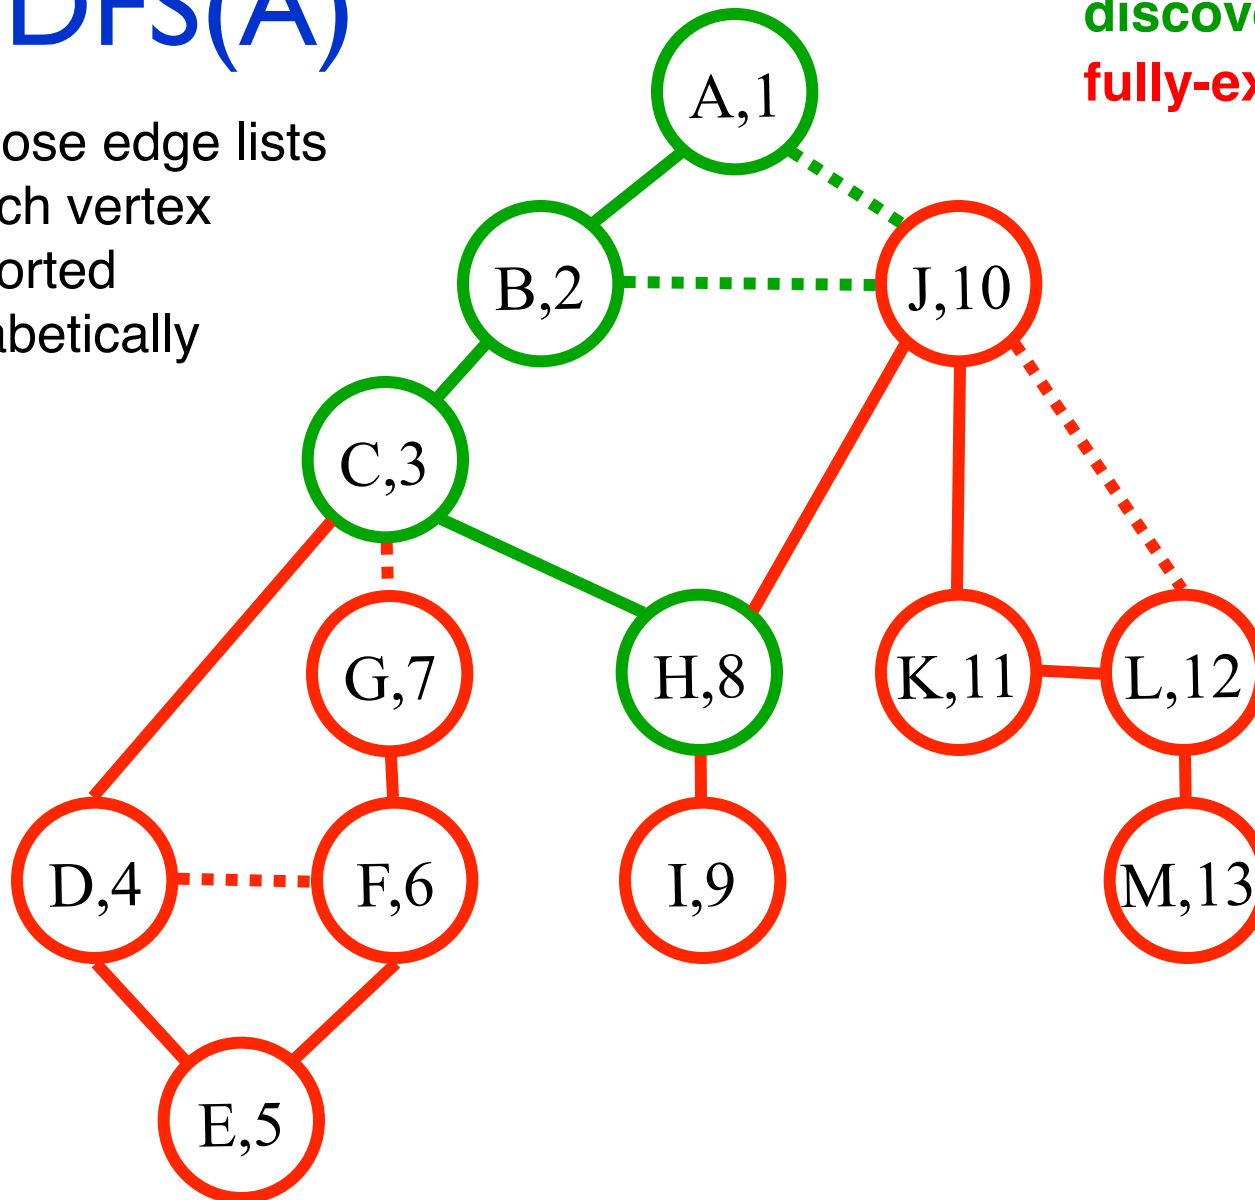 DFS(A)
ose edge lists
ch vertex
orted
abetically
discov
fully-ex
A,1
B,2
J,10
C,3
G,7
H,8
K,11
L,12
D,4
F,6
I,9
M,13
E,5